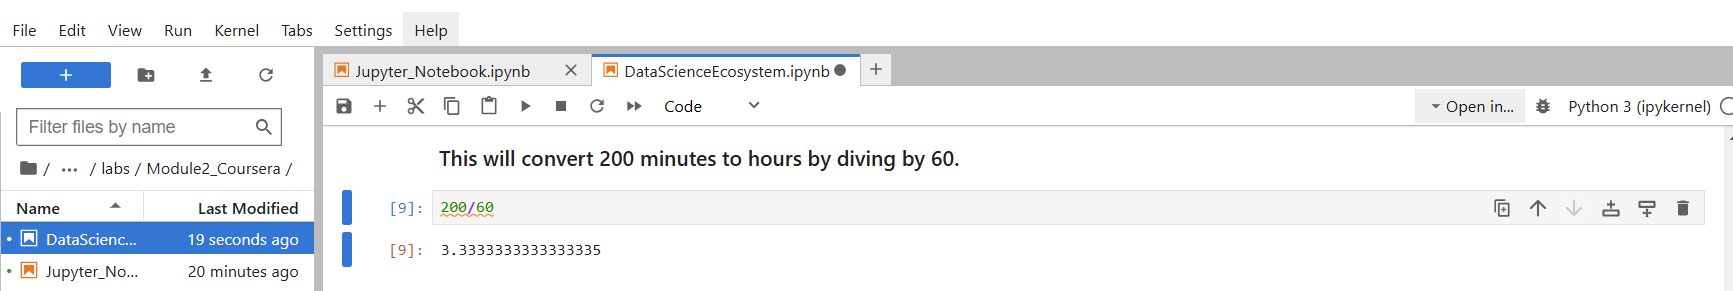 File Edit View Run Kernel Tabs Settings Help
+
Filter files by name
/ ... / labs / Module2_Coursera /
Name Last Modified
DataScienc... 19 seconds ago
Jupyter_No... 20 minutes ago
Jupyter_Notebook.ipynb DataScienceEcosystem.ipynb
Code Open in... Python 3 (ipykernel)
This will convert 200 minutes to hours by diving by 60.
[9]: 200/60
[9]: 3.3333333333333335